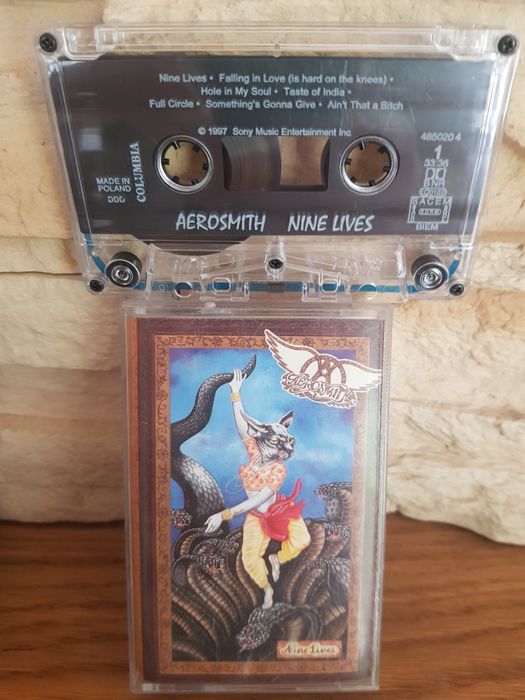 Nine Lives • Falling in Love (is hard on the knees) •
Hole in My Soul • Taste of India •
Full Circle • Something's Gonna Give • Ain't That a Bitch
℗ 1997 Sony Music Entertainment Inc.
485020 4
1
33:36
BNR
SACEM
BIEM
MADE IN
POLAND
DDD
COLUMBIA
AEROSMITH NINE LIVES
AEROSMITH
Nine Lives